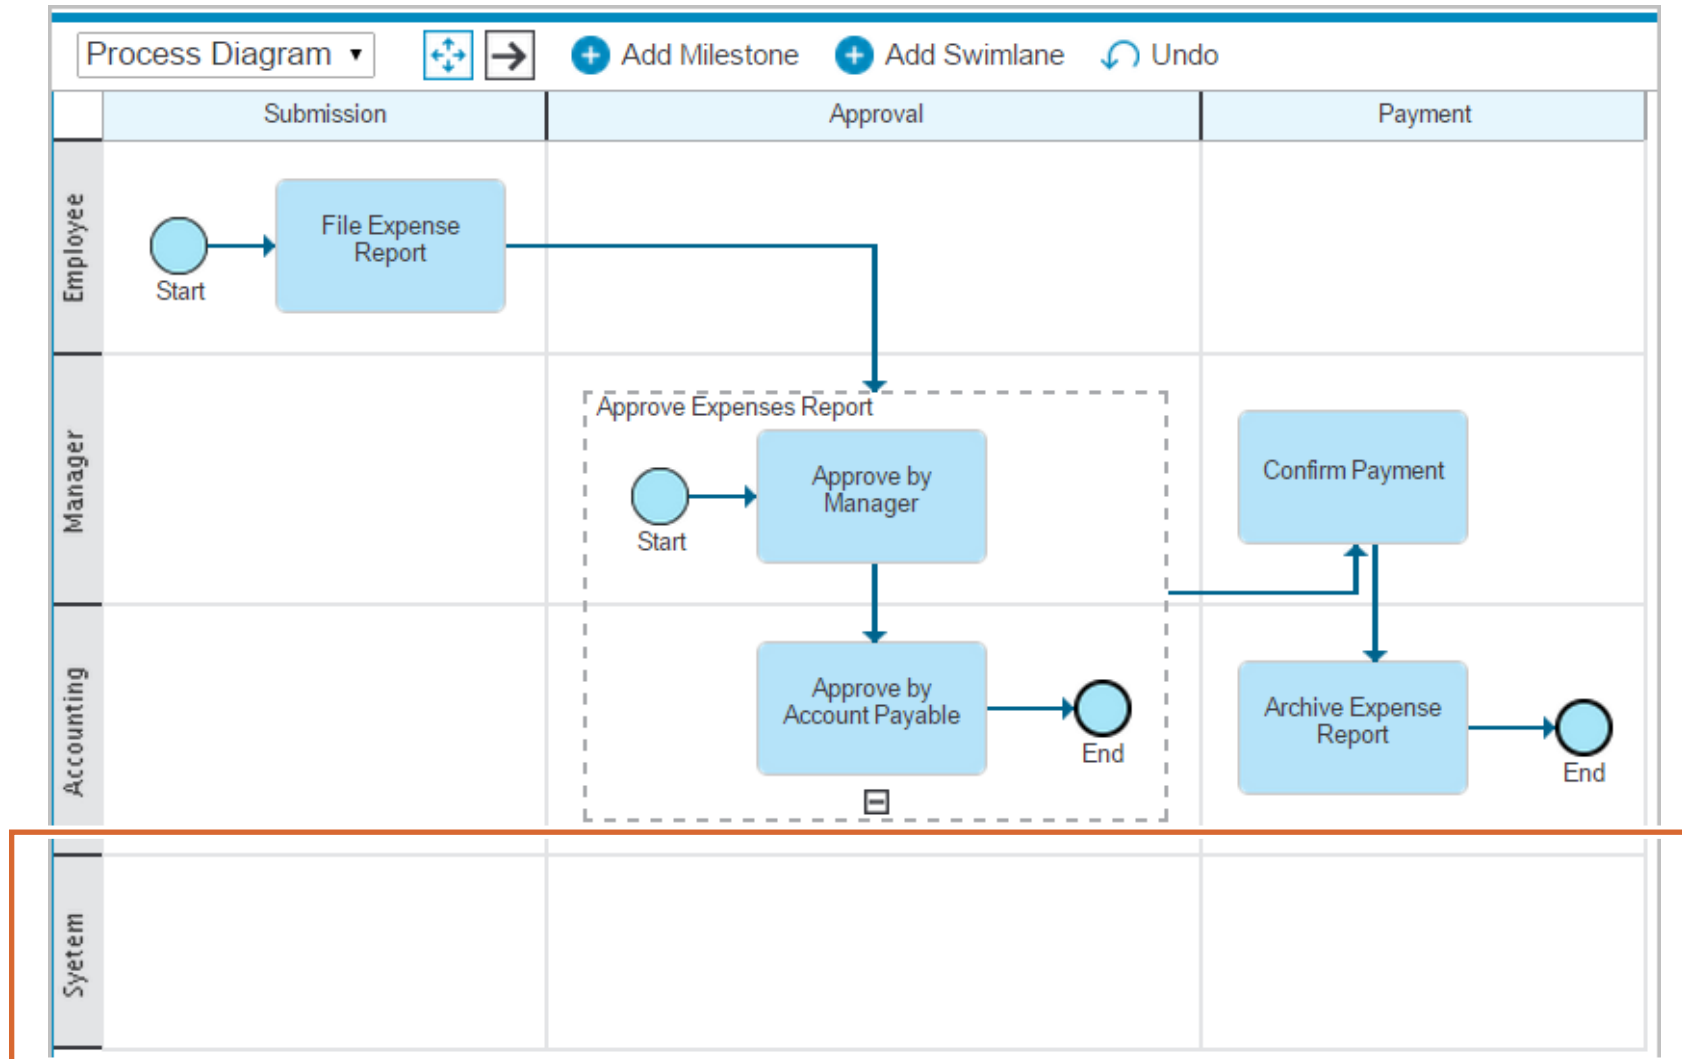 Process Diagram
Add Milestone
Add Swimlane
Undo
Submission
Approval
Payment
Employee
Start
File Expense
Report
Manager
Approve Expenses Report
Start
Approve by
Manager
Confirm Payment
Accounting
Approve by
Account Payable
End
Archive Expense
Report
End
Syetem